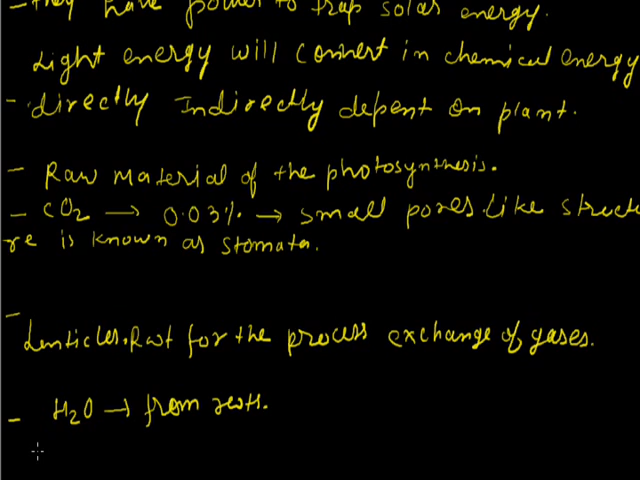 - They have power to trap solar energy.
Light energy will convert in chemical energy
- directly Indirectly depent on plant.
- Raw material of the photosynthesis.
- CO2 → 0.03% → small pores like structu
re is known as stomata.
-
Lenticles. for the process exchange of gases.
- H2O → from